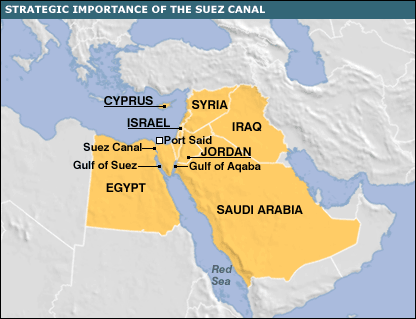 STRATEGIC IMPORTANCE OF THE SUEZ CANAL
CYPRUS
SYRIA
ISRAEL
IRAQ
Port Said
Suez Canal
JORDAN
Gulf of Suez
Gulf of Aqaba
EGYPT
SAUDI ARABIA
Red
Sea